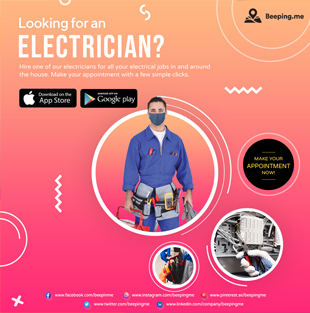 Beeping.me
Looking for an
ELECTRICIAN?
Hire one of our electricians for all your electrical jobs in and around
the house. Make your appointment with a few simple clicks.
Download on the
App Store
ANDROID APP ON
Google play
MAKE YOUR
APPOINTMENT
NOW!
www.facebook.com/beepinme www.instagram.com/beepingme www.pinterest.se/beepingme
www.twitter.com/beepingme www.linkedin.com/company/beepingme